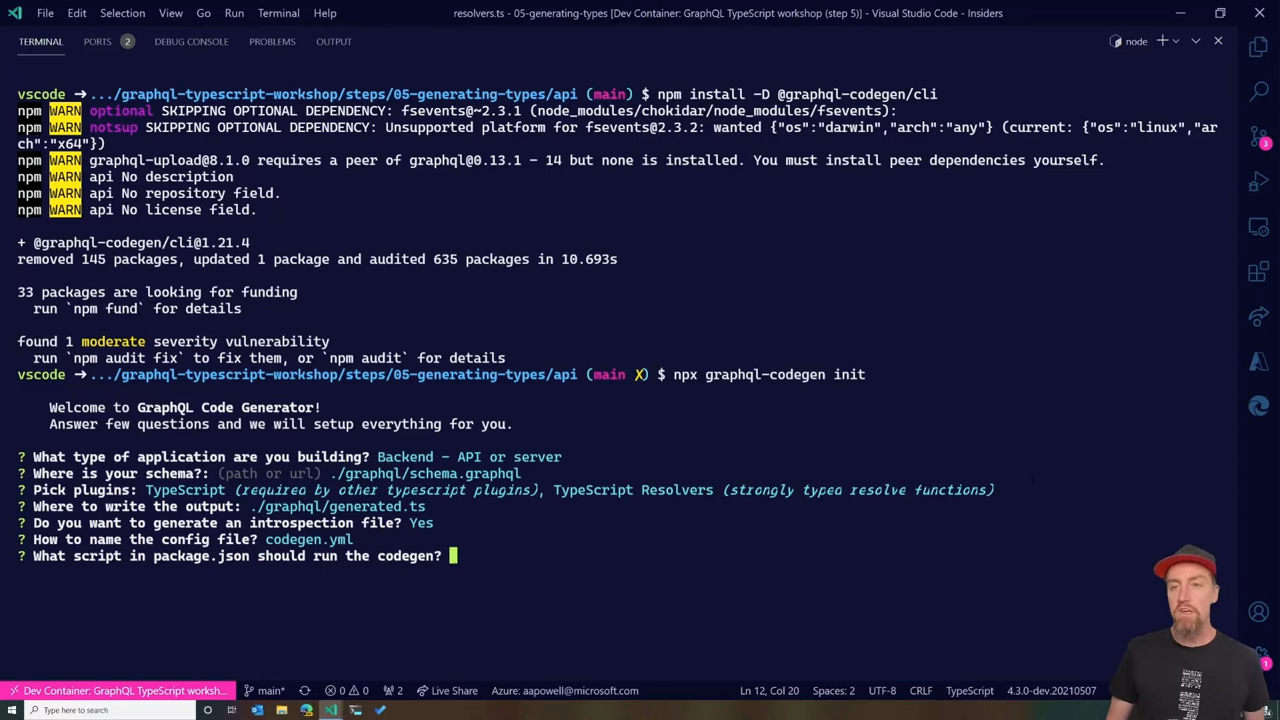 File Edit Selection View Go Run Terminal Help resolvers.ts - 05-generating-types [Dev Container: GraphQL TypeScript workshop (step 5)] - Visual Studio Code - Insiders
TERMINAL PORTS 2 DEBUG CONSOLE PROBLEMS OUTPUT node
vscode ➜ .../graphql-typescript-workshop/steps/05-generating-types/api (main) $ npm install -D @graphql-codegen/cli
npm WARN optional SKIPPING OPTIONAL DEPENDENCY: fsevents@~2.3.1 (node_modules/chokidar/node_modules/fsevents):
npm WARN notsup SKIPPING OPTIONAL DEPENDENCY: Unsupported platform for fsevents@2.3.2: wanted {"os":"darwin","arch":"any"} (current: {"os":"linux","ar
ch":"x64"})
npm WARN graphql-upload@8.1.0 requires a peer of graphql@0.13.1 - 14 but none is installed. You must install peer dependencies yourself.
npm WARN api No description
npm WARN api No repository field.
npm WARN api No license field.
+ @graphql-codegen/cli@1.21.4
removed 145 packages, updated 1 package and audited 635 packages in 10.693s
33 packages are looking for funding
run `npm fund` for details
found 1 moderate severity vulnerability
run `npm audit fix` to fix them, or `npm audit` for details
vscode ➜ .../graphql-typescript-workshop/steps/05-generating-types/api (main ✗) $ npx graphql-codegen init
Welcome to GraphQL Code Generator!
Answer few questions and we will setup everything for you.
? What type of application are you building? Backend - API or server
? Where is your schema?: (path or url) ./graphql/schema.graphql
? Pick plugins: TypeScript (required by other typescript plugins), TypeScript Resolvers (strongly typed resolve functions)
? Where to write the output: ./graphql/generated.ts
? Do you want to generate an introspection file? Yes
? How to name the config file? codegen.yml
? What script in package.json should run the codegen?
3
1
Dev Container: GraphQL TypeScript worksh... main* 0 0 2 Live Share Azure: aapowell@microsoft.com Ln 12, Col 20 Spaces: 2 UTF-8 CRLF TypeScript 4.3.0-dev.20210507
Type here to search